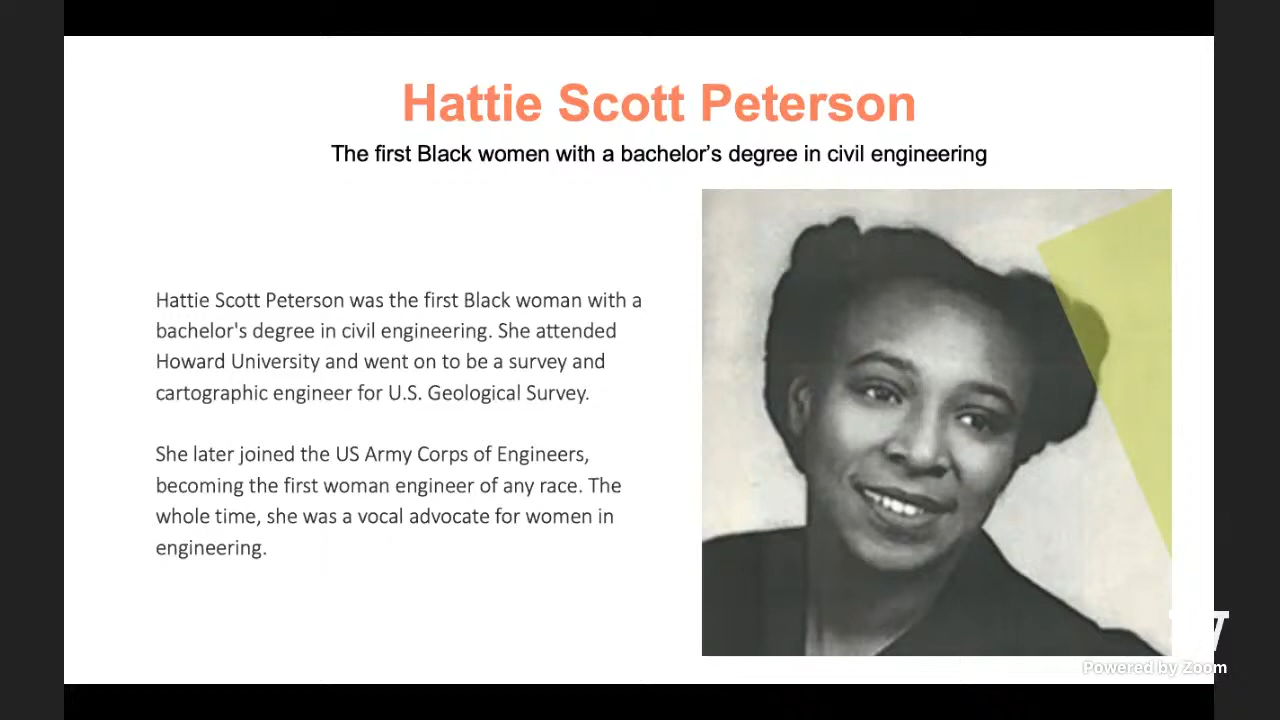 Hattie Scott Peterson
The first Black women with a bachelor’s degree in civil engineering
Hattie Scott Peterson was the first Black woman with a
bachelor's degree in civil engineering. She attended
Howard University and went on to be a survey and
cartographic engineer for U.S. Geological Survey.
She later joined the US Army Corps of Engineers,
becoming the first woman engineer of any race. The
whole time, she was a vocal advocate for women in
engineering.
Powered by Zoom